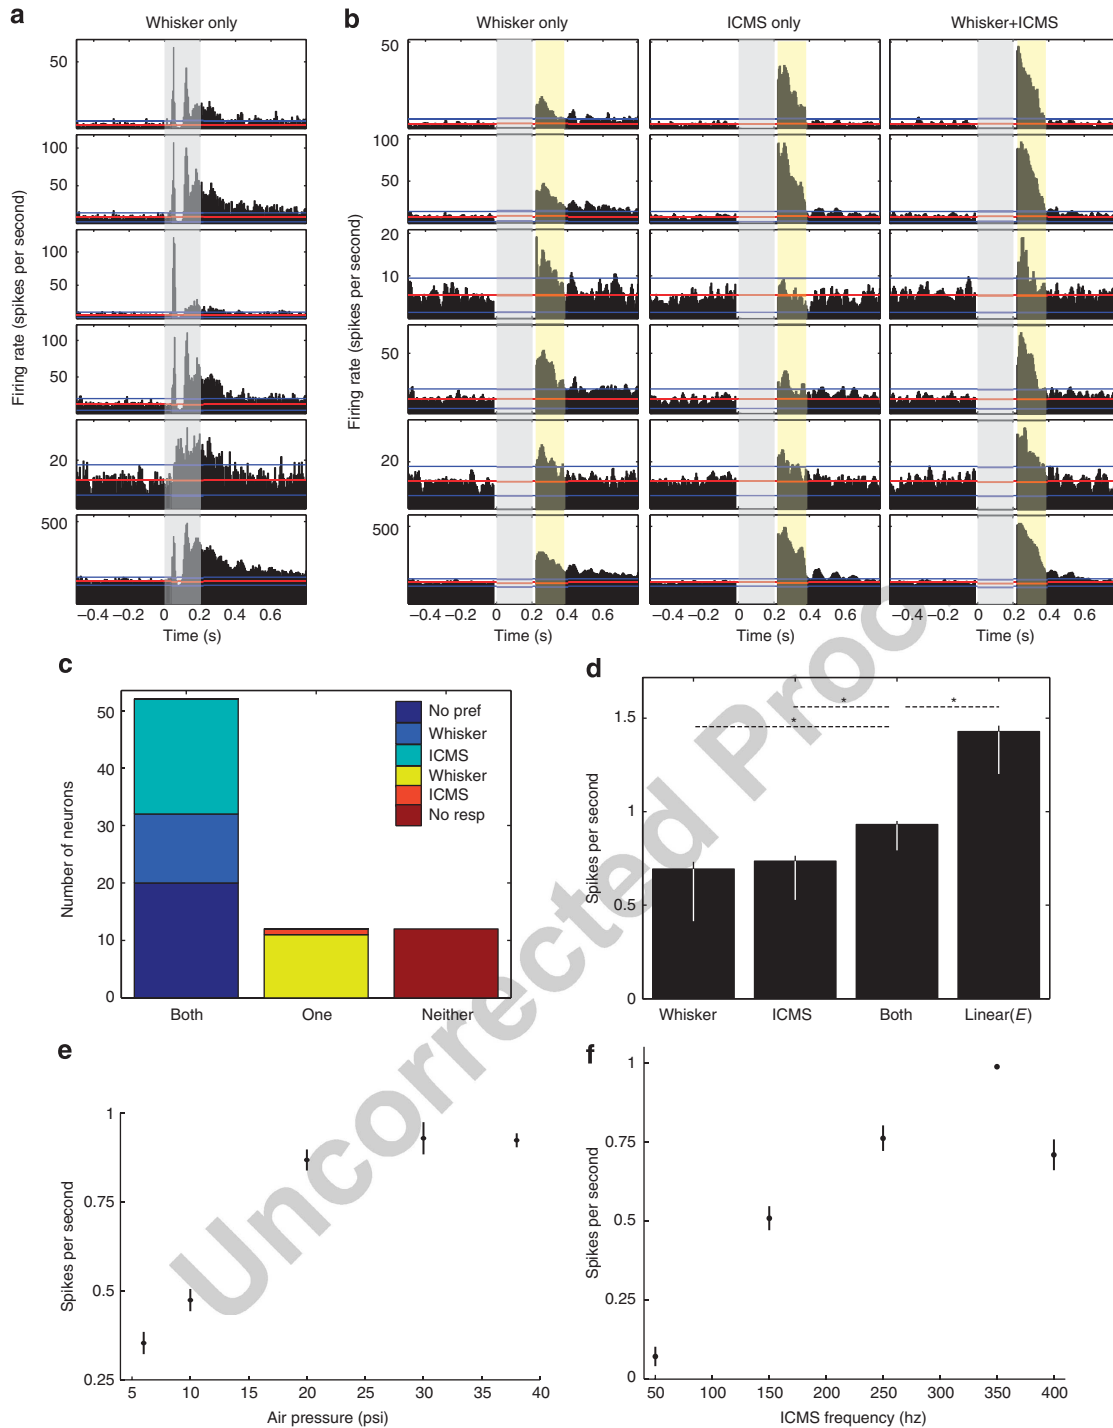 a
Whisker only
b
Whisker only
ICMS only
Whisker+ICMS
Firing rate (spikes per second)
50
100
50
100
50
100
50
20
500
−0.4
−0.2
0
0.2
0.4
0.6
Time (s)
Firing rate (spikes per second)
50
100
50
20
10
50
20
500
−0.4
−0.2
0
0.2
0.4
0.6
Time (s)
−0.4
−0.2
0
0.2
0.4
0.6
Time (s)
−0.4
−0.2
0
0.2
0.4
0.6
Time (s)
c
Number of neurons
50
40
30
20
10
0
No pref
Whisker
ICMS
Whisker
ICMS
No resp
Both
One
Neither
d
Spikes per second
1.5
1
0.5
0
*
*
*
Whisker
ICMS
Both
Linear(E)
e
Spikes per second
1
0.75
0.5
0.25
5
10
15
20
25
30
35
40
Air pressure (psi)
f
Spikes per second
1
0.75
0.5
0.25
0
50
100
150
200
250
300
350
400
ICMS frequency (hz)
Uncorrected Proof